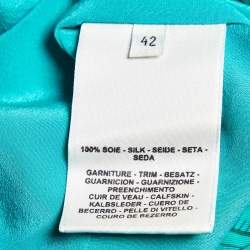 42
100% SOIE - SILK - SEIDE - SETA -
SEDA
GARNITURE - TRIM - BESATZ -
GUARNICION - GUARNIZIONE -
PREENCHIMENTO
CUIR DE VEAU - CALFSKIN -
KALBSLEDER - CUERO DE
BECERRO - PELLE DI VITELLO -
COURO DE BEZERRO